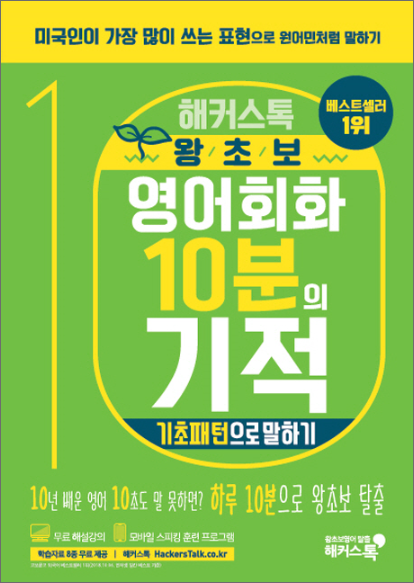 미국인이 가장 많이 쓰는 표현으로 원어민처럼 말하기
베스트셀러
1위
10
해커스톡
왕/초/보
영어회화
10분의
기적
기초패턴으로 말하기
10년 배운 영어 10초도 말 못하면? 하루 10분으로 왕초보 탈출
무료 해설강의
모바일 스피킹 훈련 프로그램
학습자료 8종 무료 제공 | 해커스톡 HackersTalk.co.kr
왕초보영어 탈출
해커스톡